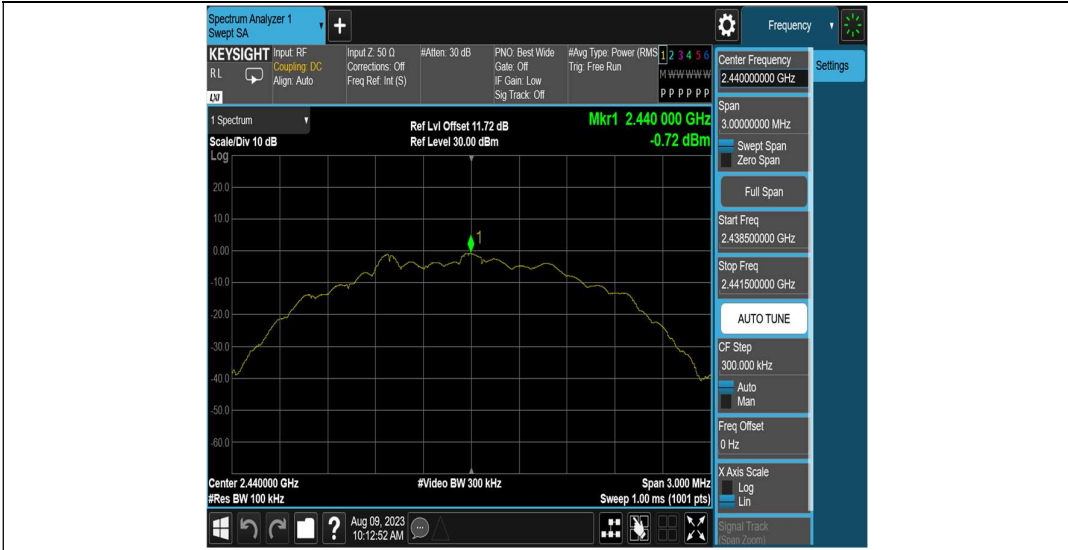 Spectrum Analyzer 1
Swept SA
Frequency
KEYSIGHT
R L
LXI
Input: RF
Coupling: DC
Align: Auto
Input Z: 50 Ω
Corrections: Off
Freq Ref: Int (S)
#Atten: 30 dB
PNO: Best Wide
Gate: Off
IF Gain: Low
Sig Track: Off
#Avg Type: Power (RMS
Trig: Free Run
1 2 3 4 5 6
M W W W W W
P P P P P P
1 Spectrum
Scale/Div 10 dB
Ref Lvl Offset 11.72 dB
Ref Level 30.00 dBm
Mkr1 2.440 000 GHz
-0.72 dBm
Log
20.0
10.0
0.00
-10.0
-20.0
-30.0
-40.0
-50.0
-60.0
1
Center 2.440000 GHz
#Res BW 100 kHz
#Video BW 300 kHz
Span 3.000 MHz
Sweep 1.00 ms (1001 pts)
?
Aug 09, 2023
10:12:52 AM
Center Frequency
2.440000000 GHz
Settings
Span
3.00000000 MHz
Swept Span
Zero Span
Full Span
Start Freq
2.438500000 GHz
Stop Freq
2.441500000 GHz
AUTO TUNE
CF Step
300.000 kHz
Auto
Man
Freq Offset
0 Hz
X Axis Scale
Log
Lin
Signal Track
(Span Zoom)